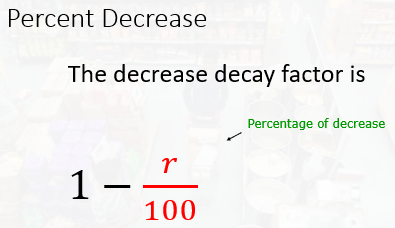 Percent Decrease
The decrease decay factor is
Percentage of decrease
1 − r/100